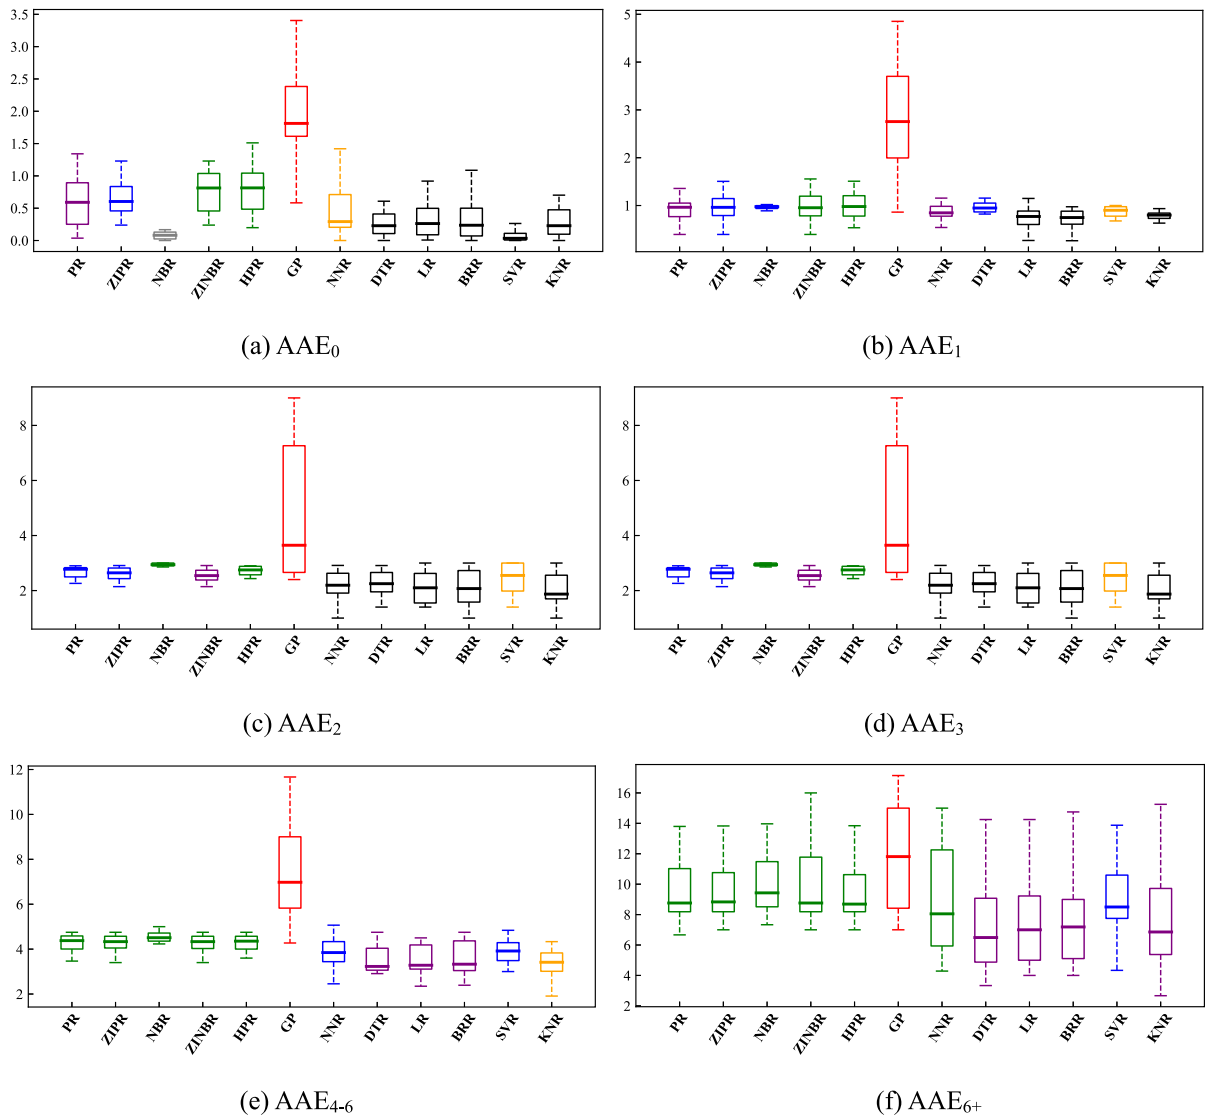 3.5
3.0
2.5
2.0
1.5
1.0
0.5
0.0
PR ZIPR NBR ZINBR HPR GP NNR DTR LR BRR SVR KNR
(a) AAE₀
5
4
3
2
1
PR ZIPR NBR ZINBR HPR GP NNR DTR LR BRR SVR KNR
(b) AAE₁
8
6
4
2
PR ZIPR NBR ZINBR HPR GP NNR DTR LR BRR SVR KNR
(c) AAE₂
8
6
4
2
PR ZIPR NBR ZINBR HPR GP NNR DTR LR BRR SVR KNR
(d) AAE₃
12
10
8
6
4
2
PR ZIPR NBR ZINBR HPR GP NNR DTR LR BRR SVR KNR
(e) AAE₄₋₆
16
14
12
10
8
6
4
2
PR ZIPR NBR ZINBR HPR GP NNR DTR LR BRR SVR KNR
(f) AAE₆₊